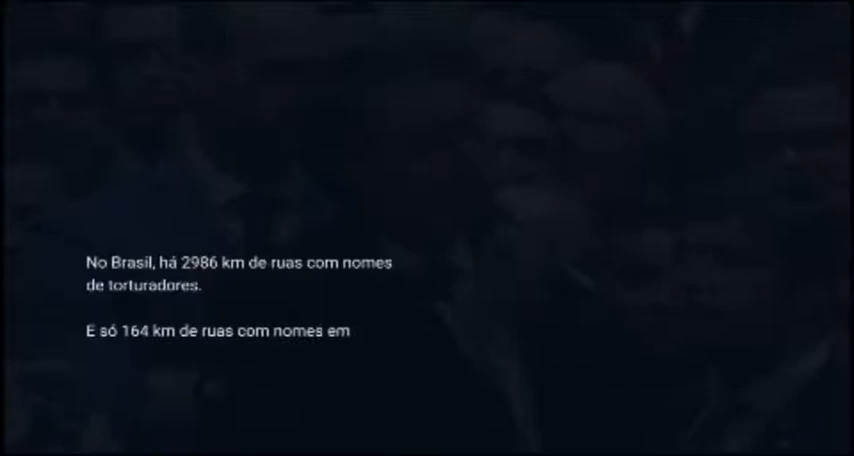 No Brasil, há 2986 km de ruas com nomes
de torturadores.
E só 164 km de ruas com nomes em